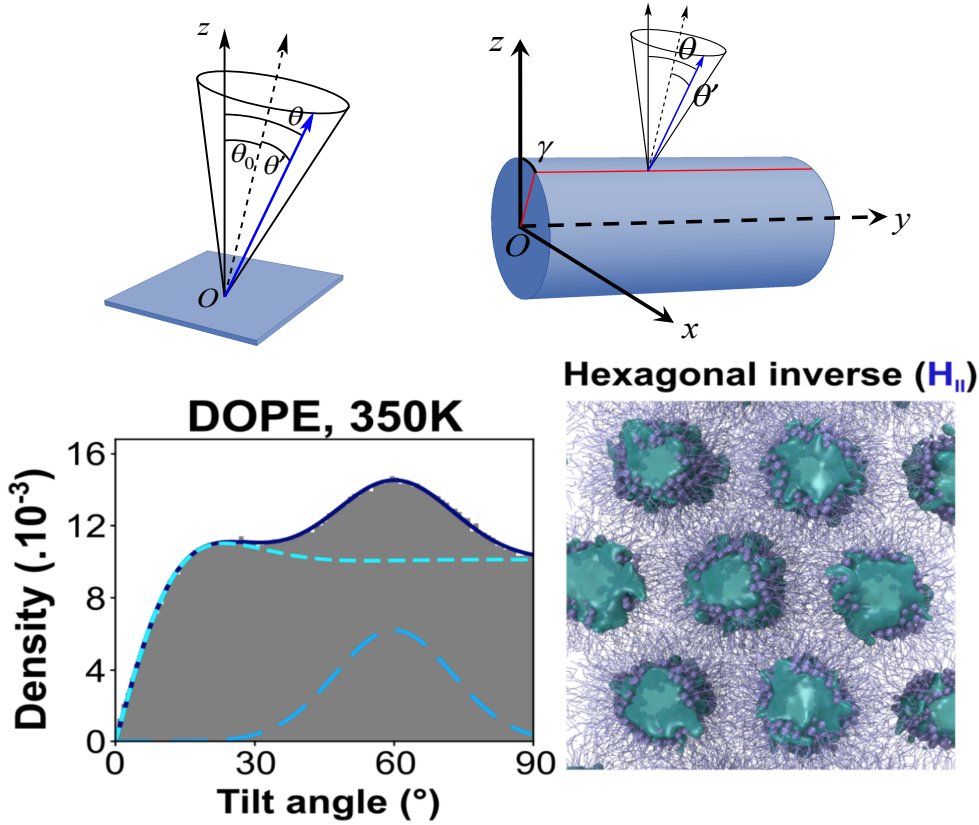 z
θ
θ₀
θ'
O
z
θ
θ'
γ
O
y
x
Hexagonal inverse (H_II)
DOPE, 350K
Density (.10⁻³)
16
12
8
4
0
0
30
60
90
Tilt angle (°)